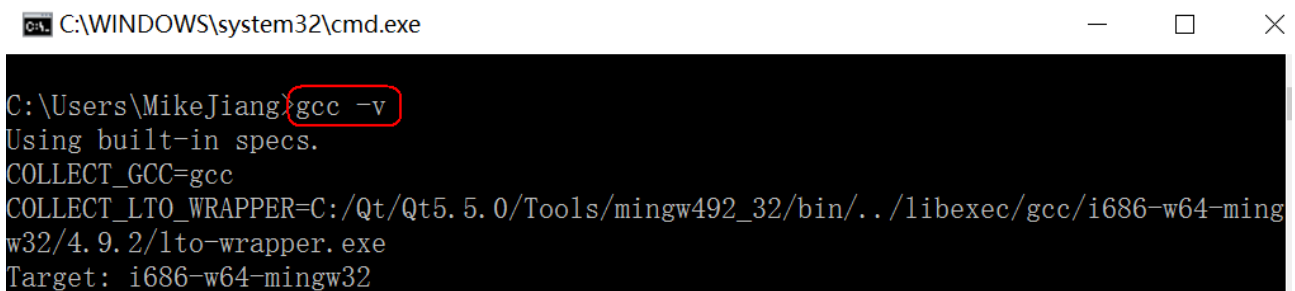 C:\WINDOWS\system32\cmd.exe
C:\Users\MikeJiang>gcc -v
Using built-in specs.
COLLECT_GCC=gcc
COLLECT_LTO_WRAPPER=C:/Qt/Qt5.5.0/Tools/mingw492_32/bin/../libexec/gcc/i686-w64-ming
w32/4.9.2/lto-wrapper.exe
Target: i686-w64-mingw32